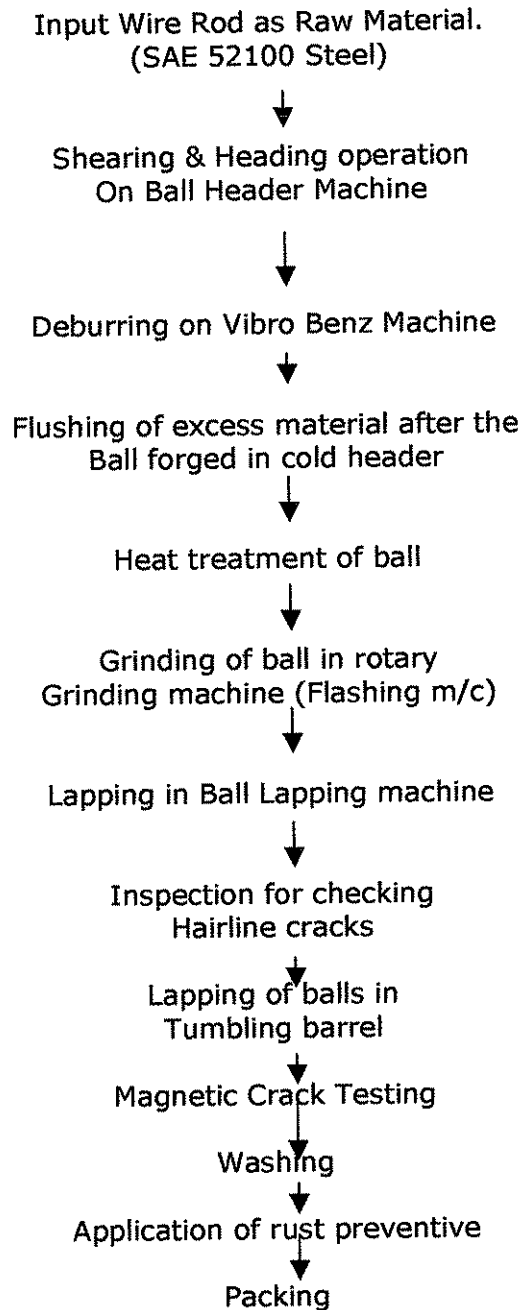 Input Wire Rod as Raw Material.
(SAE 52100 Steel)
Shearing & Heading operation
On Ball Header Machine
Deburring on Vibro Benz Machine
Flushing of excess material after the
Ball forged in cold header
Heat treatment of ball
Grinding of ball in rotary
Grinding machine (Flashing m/c)
Lapping in Ball Lapping machine
Inspection for checking
Hairline cracks
Lapping of balls in
Tumbling barrel
Magnetic Crack Testing
Washing
Application of rust preventive
Packing